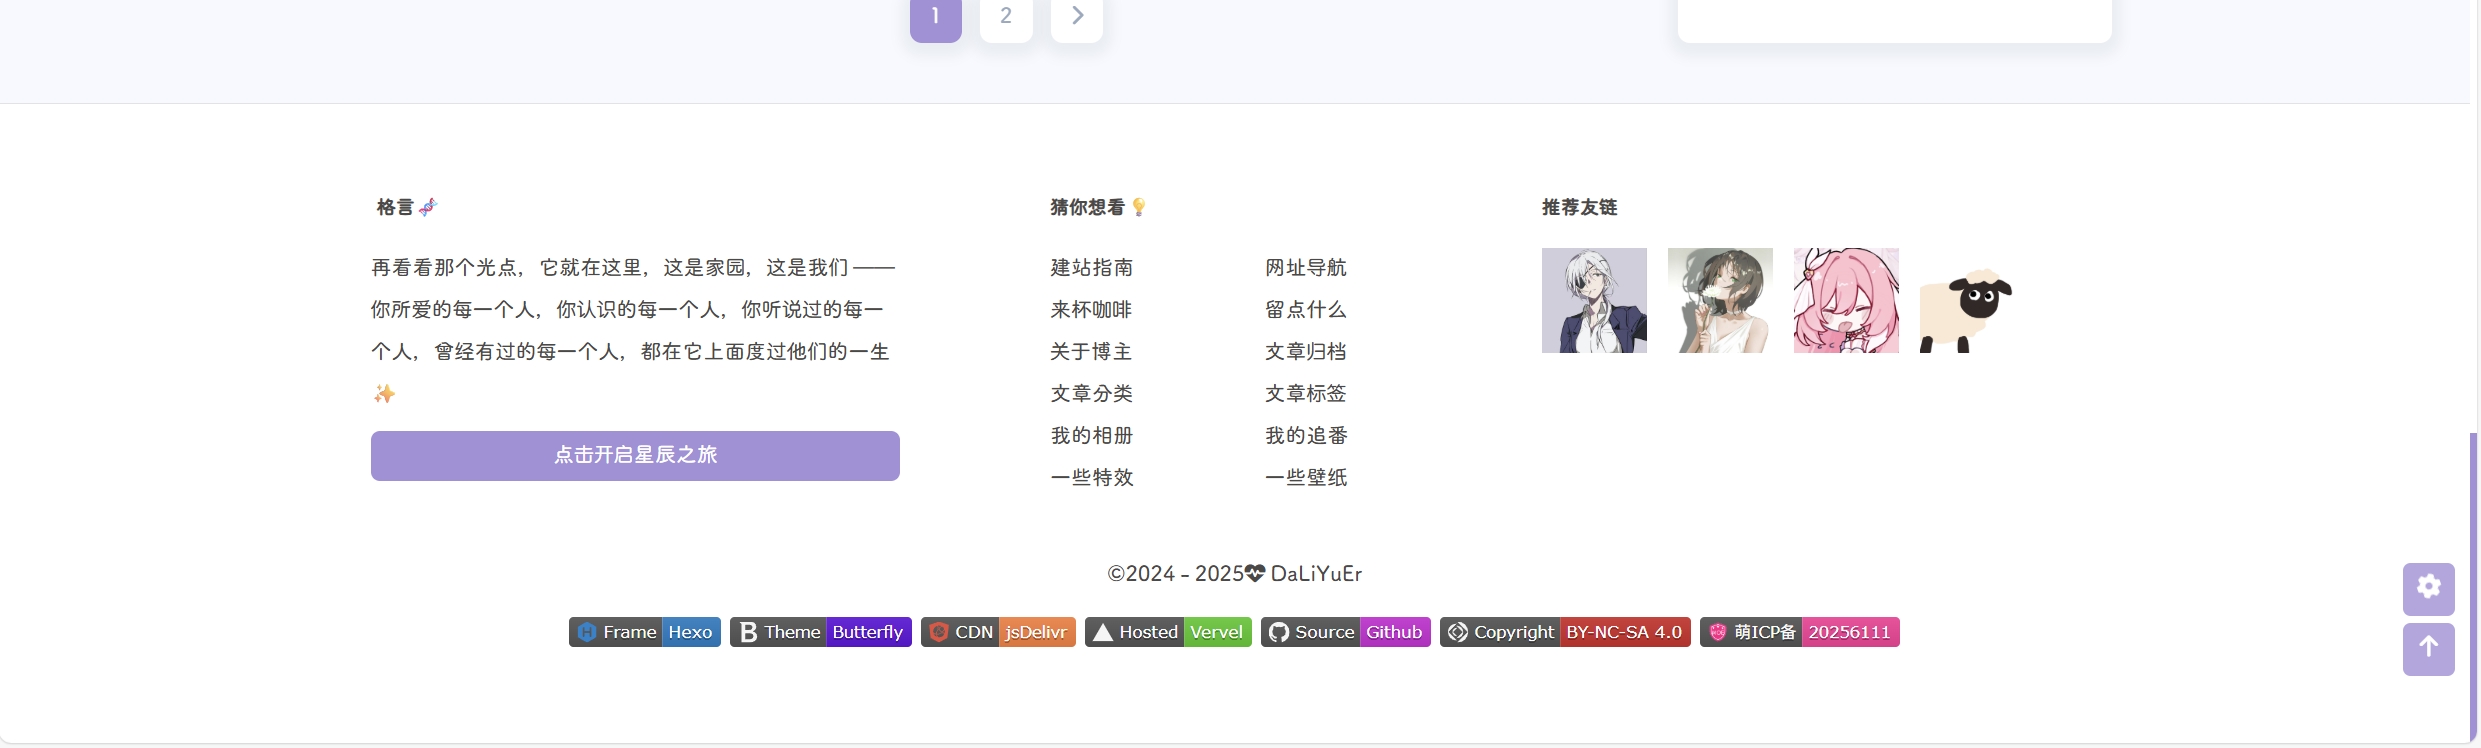 1 2
格言
再看看那个光点，它就在这里，这是家园，这是我们 ——
你所爱的每一个人，你认识的每一个人，你听说过的每一
个人，曾经有过的每一个人，都在它上面度过他们的一生
点击开启星辰之旅
猜你想看
建站指南 网址导航
来杯咖啡 留点什么
关于博主 文章归档
文章分类 文章标签
我的相册 我的追番
一些特效 一些壁纸
推荐友链
©2024 - 2025 DaLiYuEr
Frame Hexo B Theme Butterfly CDN jsDelivr Hosted Vervel Source Github Copyright BY-NC-SA 4.0 萌ICP备 20256111